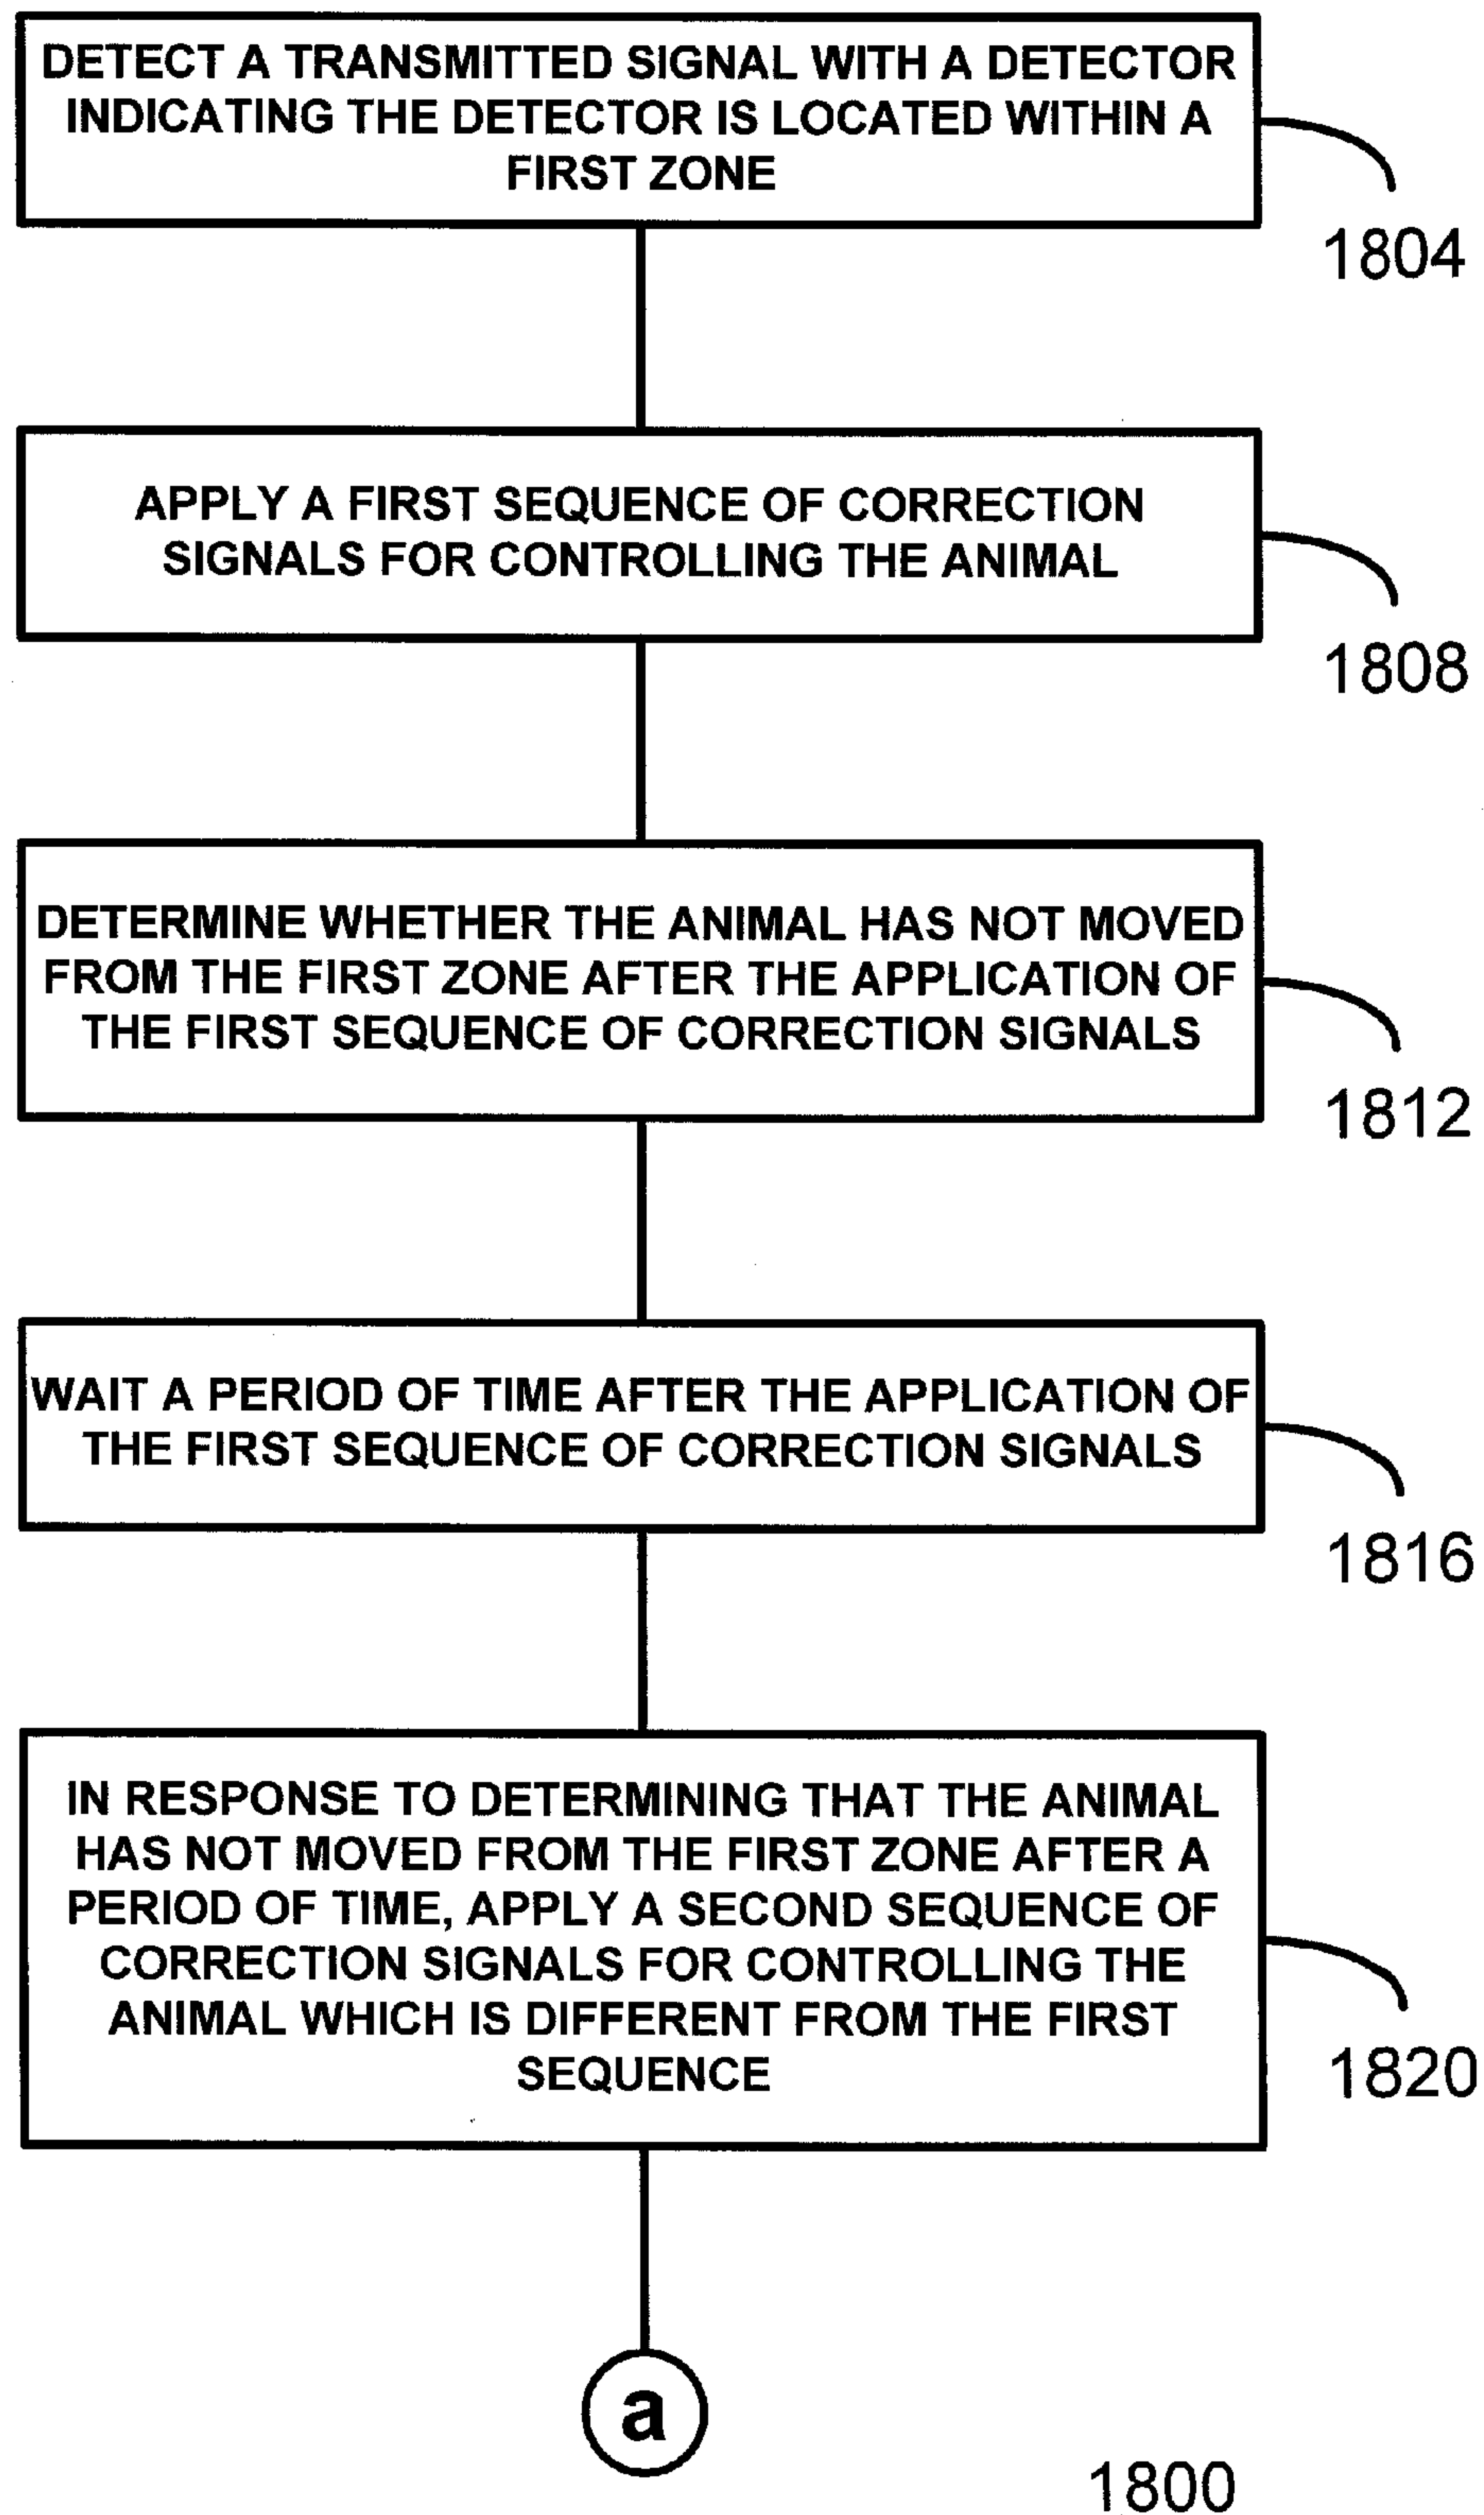 DETECT A TRANSMITTED SIGNAL WITH A DETECTOR
INDICATING THE DETECTOR IS LOCATED WITHIN A
FIRST ZONE
1804
APPLY A FIRST SEQUENCE OF CORRECTION
SIGNALS FOR CONTROLLING THE ANIMAL
1808
DETERMINE WHETHER THE ANIMAL HAS NOT MOVED
FROM THE FIRST ZONE AFTER THE APPLICATION OF
THE FIRST SEQUENCE OF CORRECTION SIGNALS
1812
WAIT A PERIOD OF TIME AFTER THE APPLICATION OF
THE FIRST SEQUENCE OF CORRECTION SIGNALS
1816
IN RESPONSE TO DETERMINING THAT THE ANIMAL
HAS NOT MOVED FROM THE FIRST ZONE AFTER A
PERIOD OF TIME, APPLY A SECOND SEQUENCE OF
CORRECTION SIGNALS FOR CONTROLLING THE
ANIMAL WHICH IS DIFFERENT FROM THE FIRST
SEQUENCE
1820
a
1800